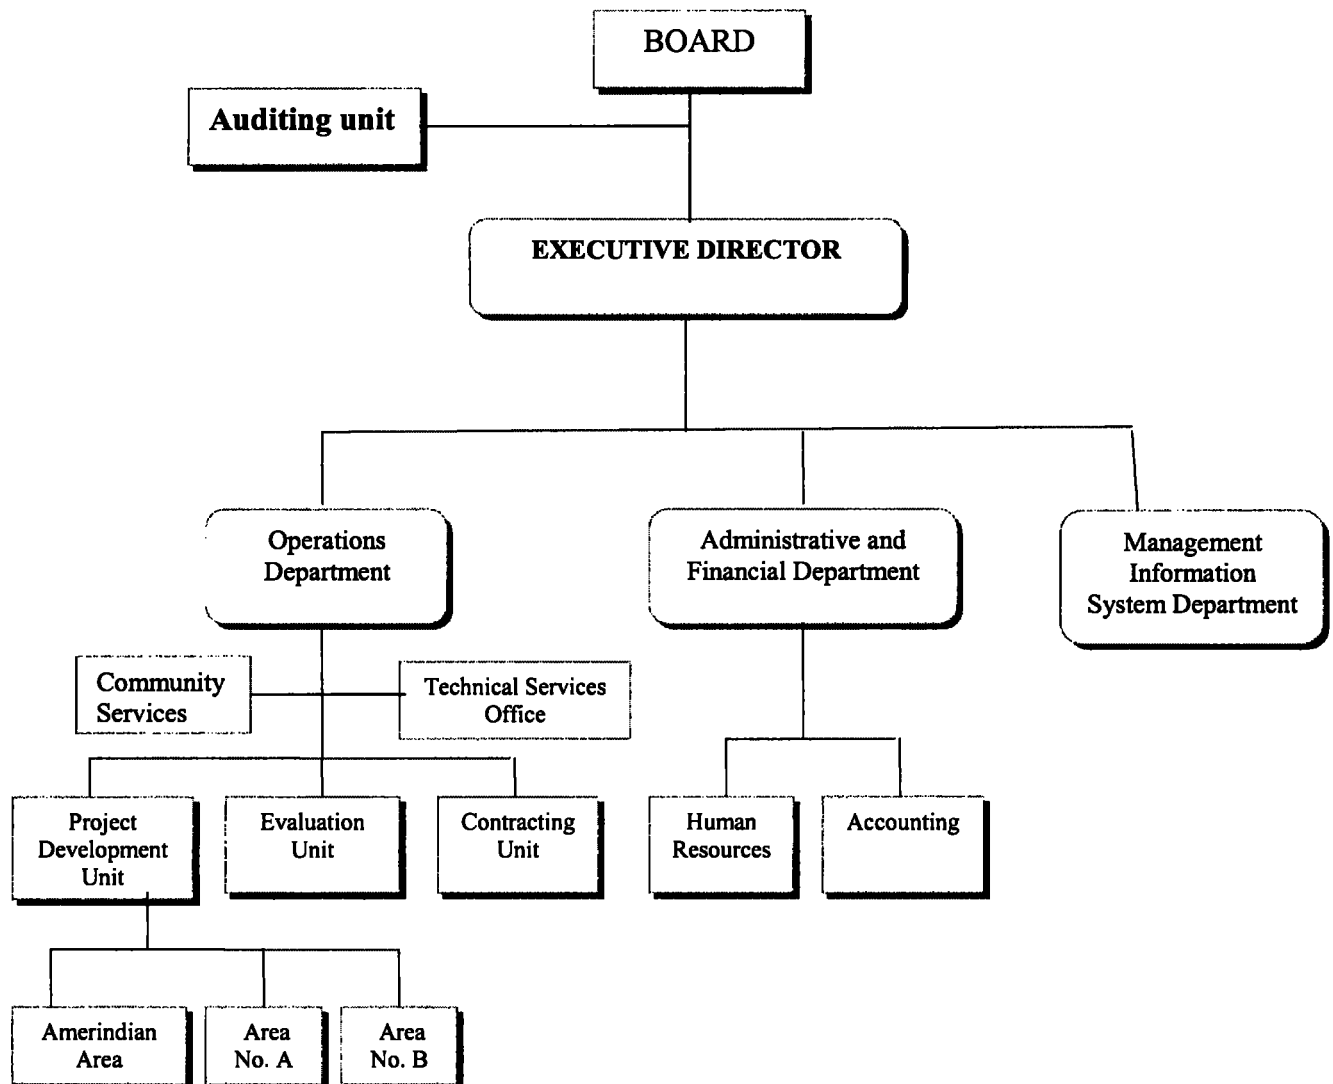 BOARD
Auditing unit
EXECUTIVE DIRECTOR
Operations
Department
Administrative and
Financial Department
Management
Information
System Department
Community
Services
Technical Services
Office
Project
Development
Unit
Evaluation
Unit
Contracting
Unit
Human
Resources
Accounting
Amerindian
Area
Area
No. A
Area
No. B